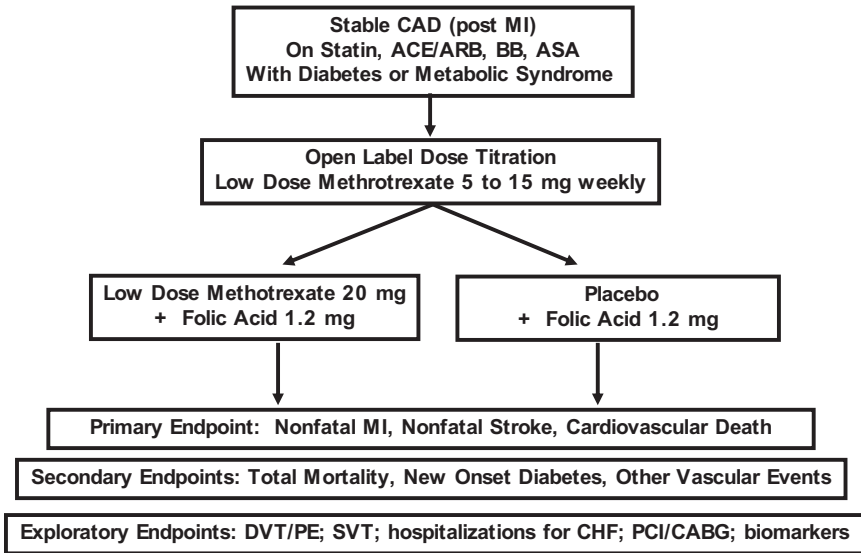 Stable CAD (post MI)
On Statin, ACE/ARB, BB, ASA
With Diabetes or Metabolic Syndrome
Open Label Dose Titration
Low Dose Methrotrexate 5 to 15 mg weekly
Low Dose Methotrexate 20 mg
+ Folic Acid 1.2 mg
Placebo
+ Folic Acid 1.2 mg
Primary Endpoint: Nonfatal MI, Nonfatal Stroke, Cardiovascular Death
Secondary Endpoints: Total Mortality, New Onset Diabetes, Other Vascular Events
Exploratory Endpoints: DVT/PE; SVT; hospitalizations for CHF; PCI/CABG; biomarkers